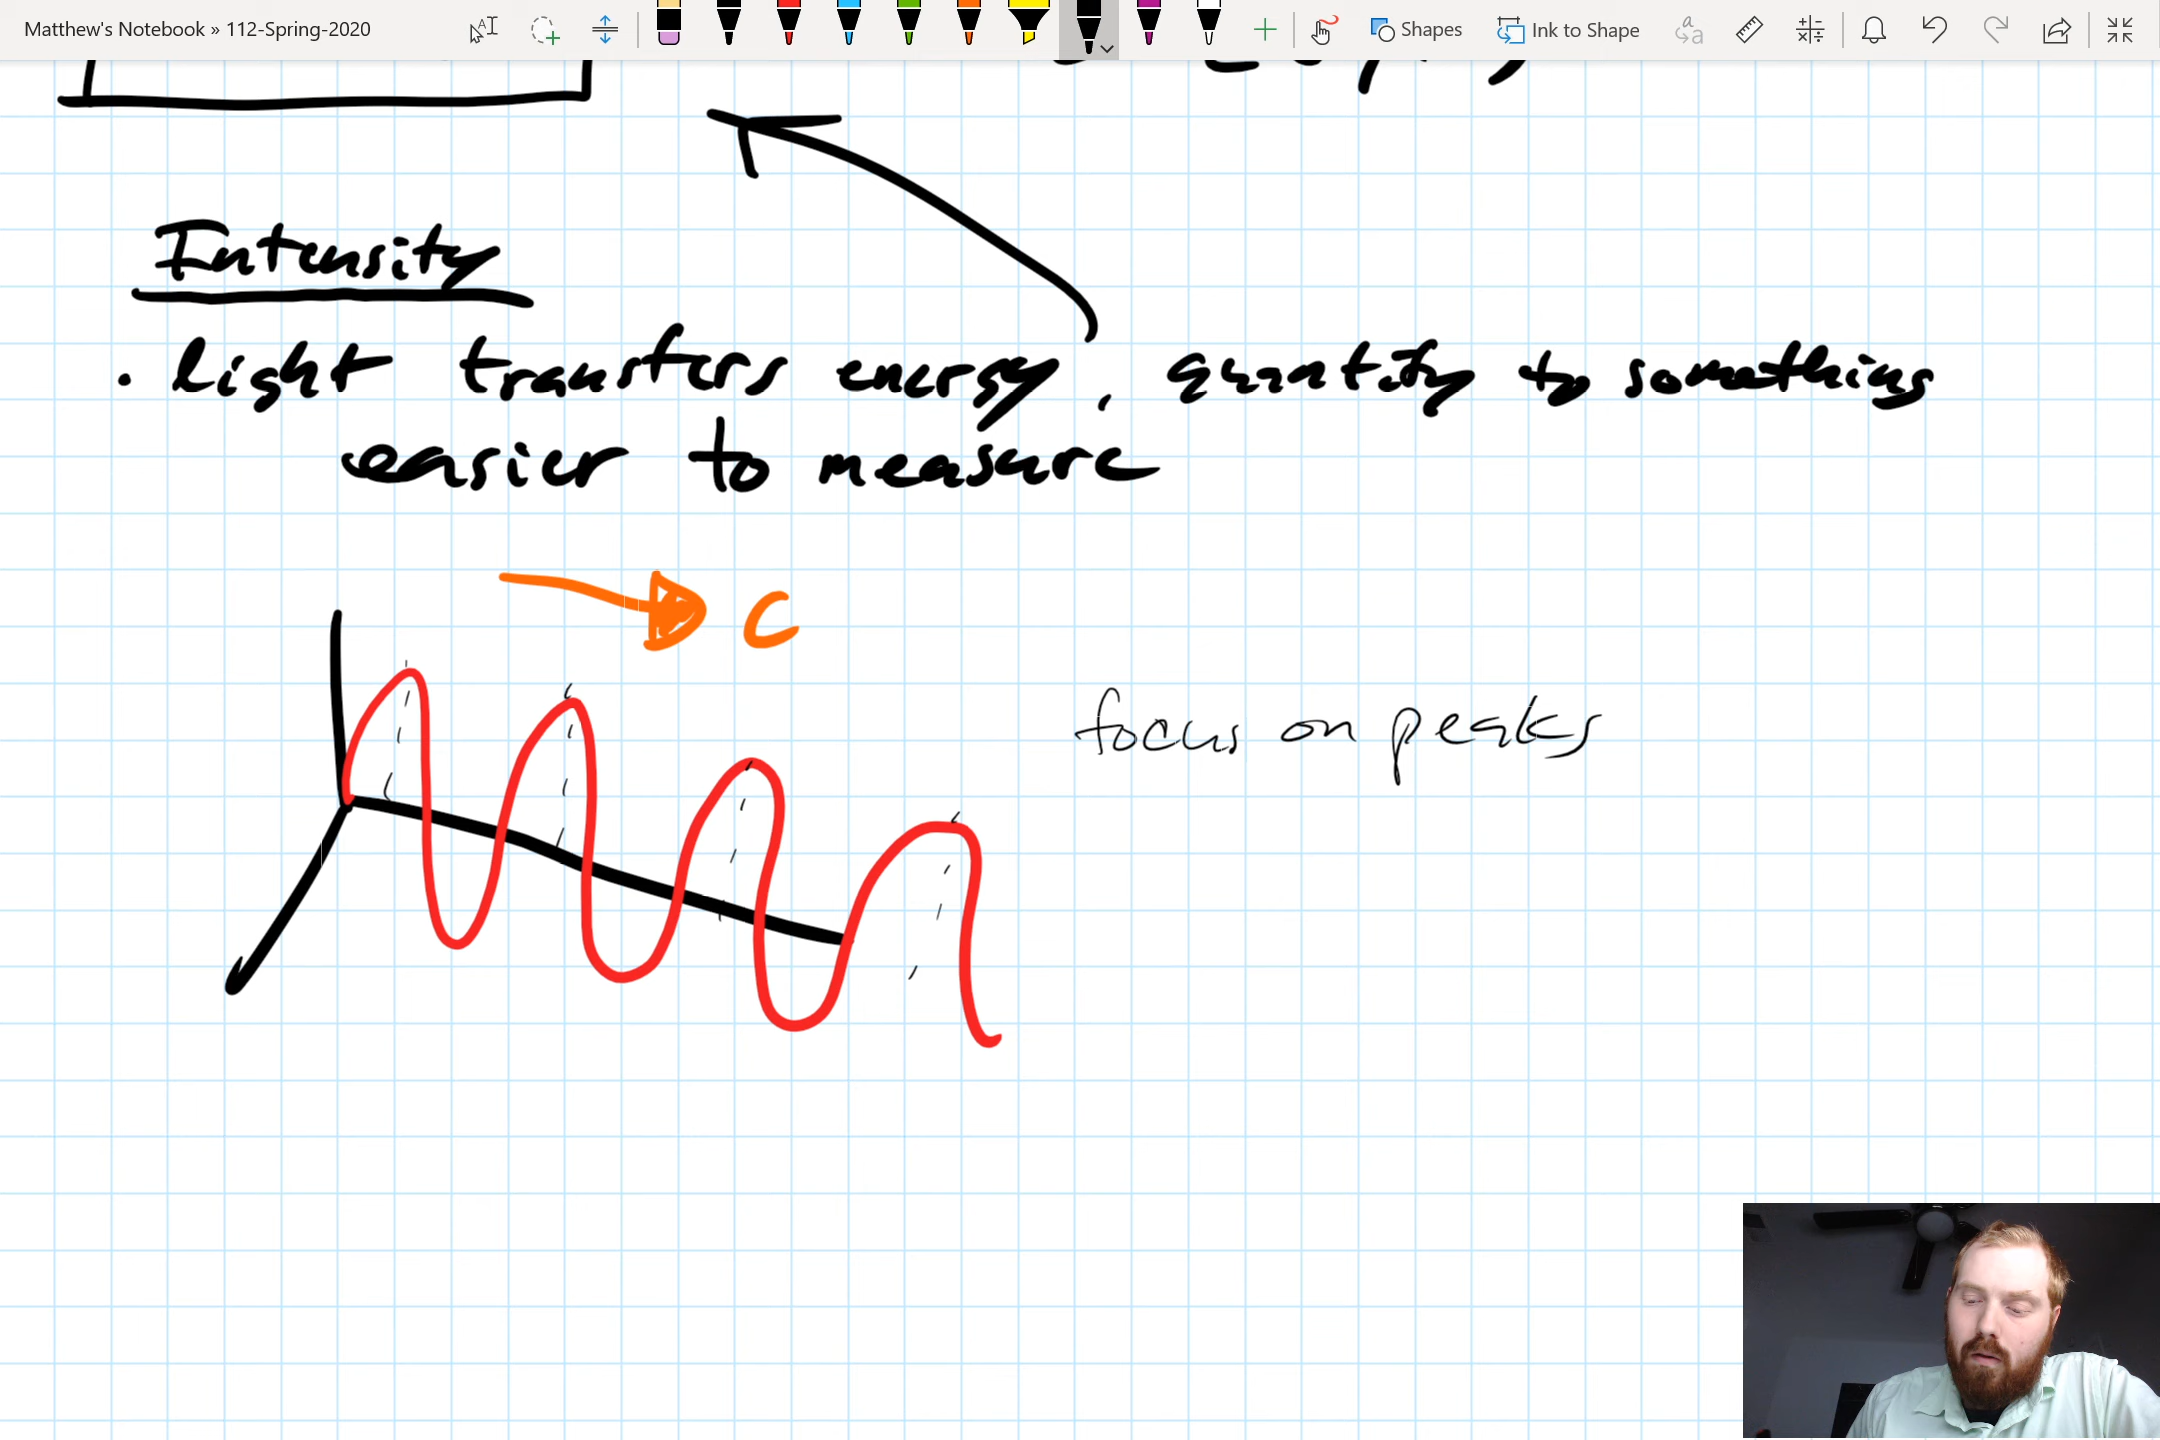 Matthew's Notebook » 112-Spring-2020
Shapes
Ink to Shape
Intensity
. light transfers energy, quantity to something
easier to measure
C
focus on peaks